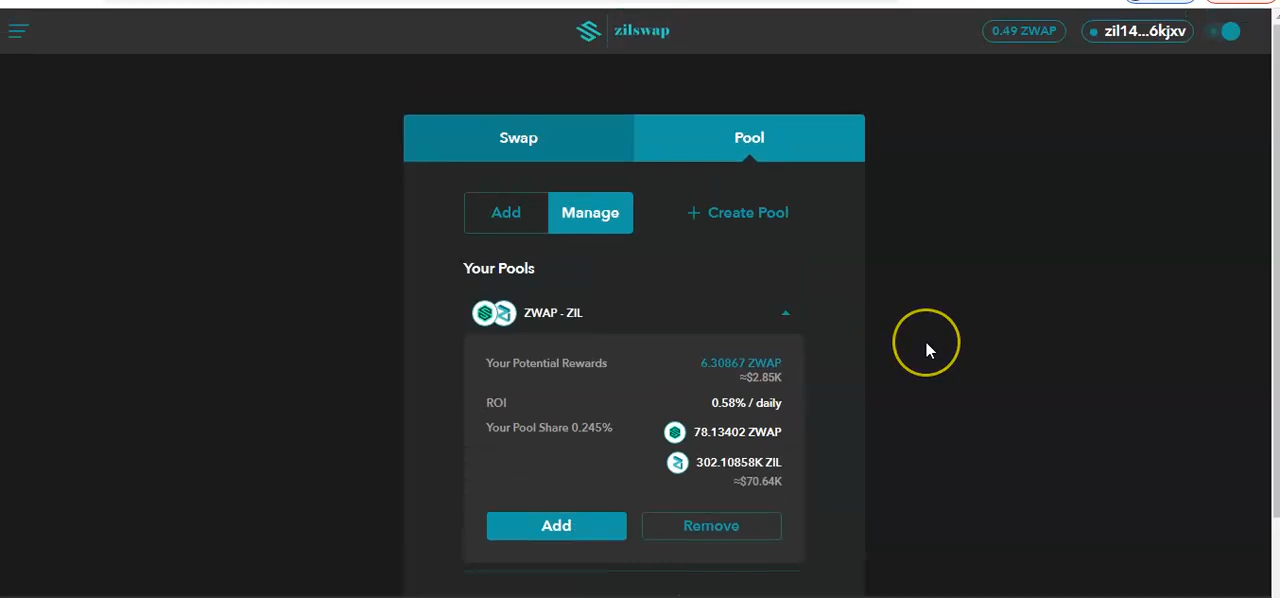 zilswap
0.49 ZWAP
zil14...6kjxv
Swap
Pool
Add
Manage
+ Create Pool
Your Pools
ZWAP - ZIL
Your Potential Rewards
6.30867 ZWAP
≈$2.85K
ROI
0.58% / daily
Your Pool Share 0.245%
78.13402 ZWAP
302.10858K ZIL
≈$70.64K
Add
Remove